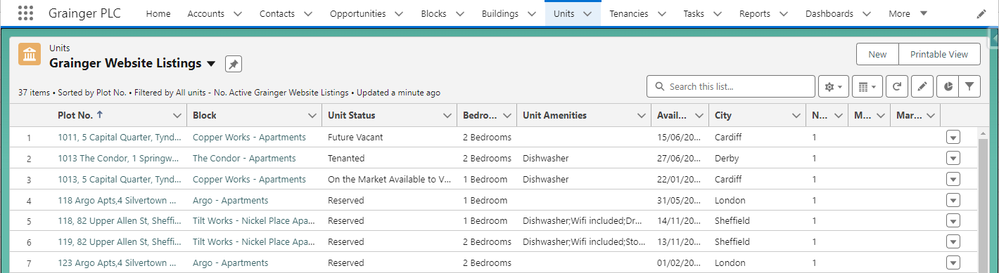 Grainger PLC Home Accounts Contacts Opportunities Blocks Buildings Units Tenancies Tasks Reports Dashboards More
Units
Grainger Website Listings
New Printable View
37 items • Sorted by Plot No. • Filtered by All units - No. Active Grainger Website Listings • Updated a minute ago
Search this list...
Plot No. ↑ Block Unit Status Bedro... Unit Amenities Avail... City N... M... Mar...
1 1011, 5 Capital Quarter, Tynd... Copper Works - Apartments Future Vacant 2 Bedrooms 15/06/20... Cardiff 1
2 1013 The Condor, 1 Springw... The Condor - Apartments Tenanted 2 Bedrooms Dishwasher 27/06/20... Derby 1
3 1013, 5 Capital Quarter, Tynd... Copper Works - Apartments On the Market Available to V... 1 Bedroom Dishwasher 22/01/20... Cardiff 1
4 118 Argo Apts,4 Silvertown ... Argo - Apartments Reserved 1 Bedroom 31/05/20... London 1
5 118, 82 Upper Allen St, Sheffi... Tilt Works - Nickel Place Apa... Reserved 1 Bedroom Dishwasher;Wifi included;Dr... 14/11/20... Sheffield 1
6 119, 82 Upper Allen St, Sheffi... Tilt Works - Nickel Place Apa... Reserved 2 Bedrooms Dishwasher;Wifi included;Sto... 13/11/20... Sheffield 1
7 123 Argo Apts,4 Silvertown ... Argo - Apartments Reserved 2 Bedrooms 01/02/20... London 1